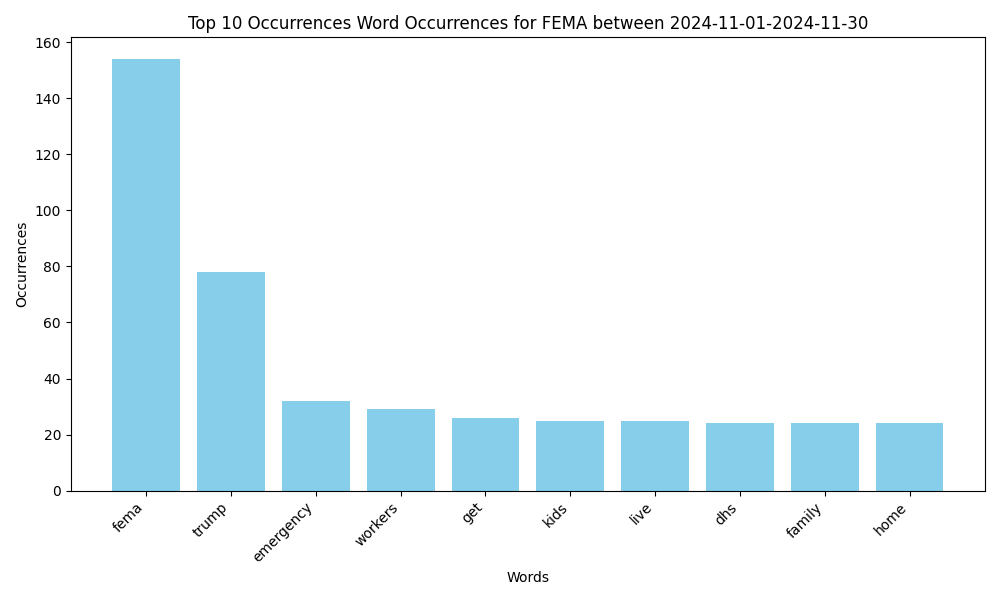 Top 10 Occurrences Word Occurrences for FEMA between 2024-11-01-2024-11-30
160
140
120
100
80
60
40
20
0
Occurrences
fema
trump
emergency
workers
get
kids
live
dhs
family
home
Words